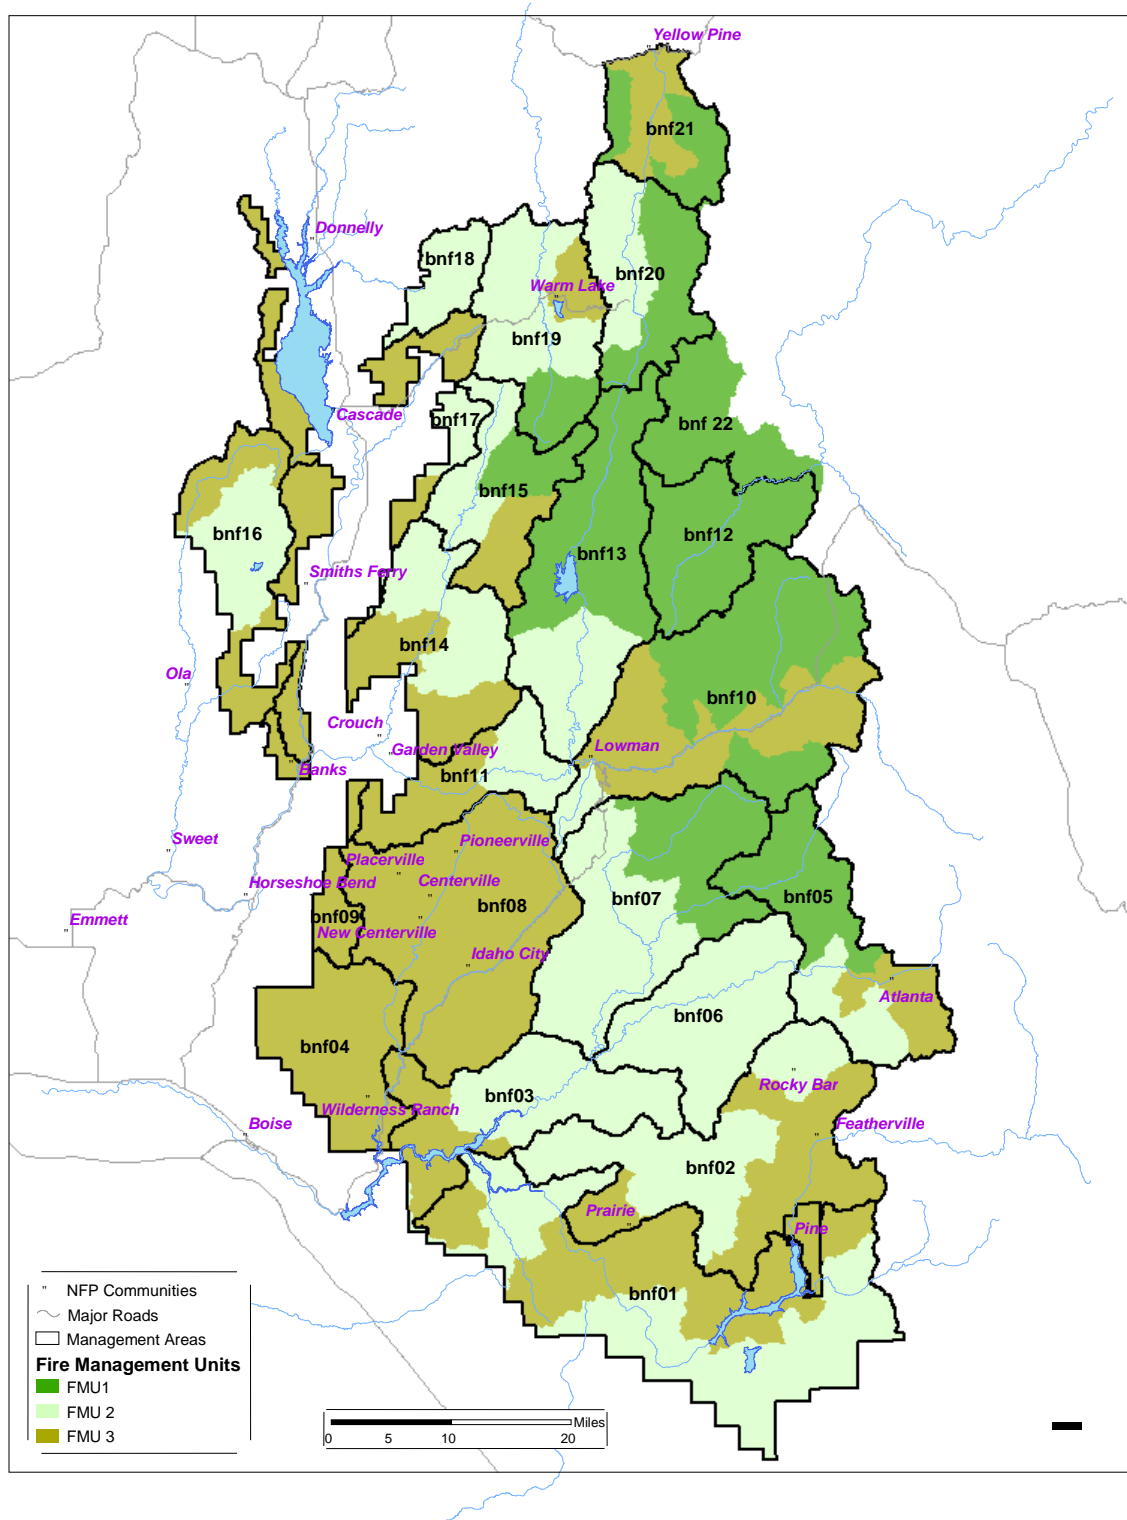 Yellow Pine
bnf21
Donnelly
bnf18
bnf20
Warm Lake
bnf19
Cascade
bnf17
bnf 22
bnf15
bnf16
bnf12
bnf13
Smiths Ferry
bnf14
Ola
bnf10
Crouch
Garden Valley
Lowman
Banks
bnf11
Sweet
Pioneerville
Placerville
Horseshoe Bend
Centerville
bnf07
bnf05
bnf08
Emmett
bnf09
New Centerville
Idaho City
Atlanta
bnf06
bnf04
Rocky Bar
bnf03
Wilderness Ranch
Boise
Featherville
bnf02
Prairie
Pine
bnf01
" NFP Communities
Major Roads
Management Areas
Fire Management Units
FMU1
FMU 2
FMU 3
Miles
0 5 10 20